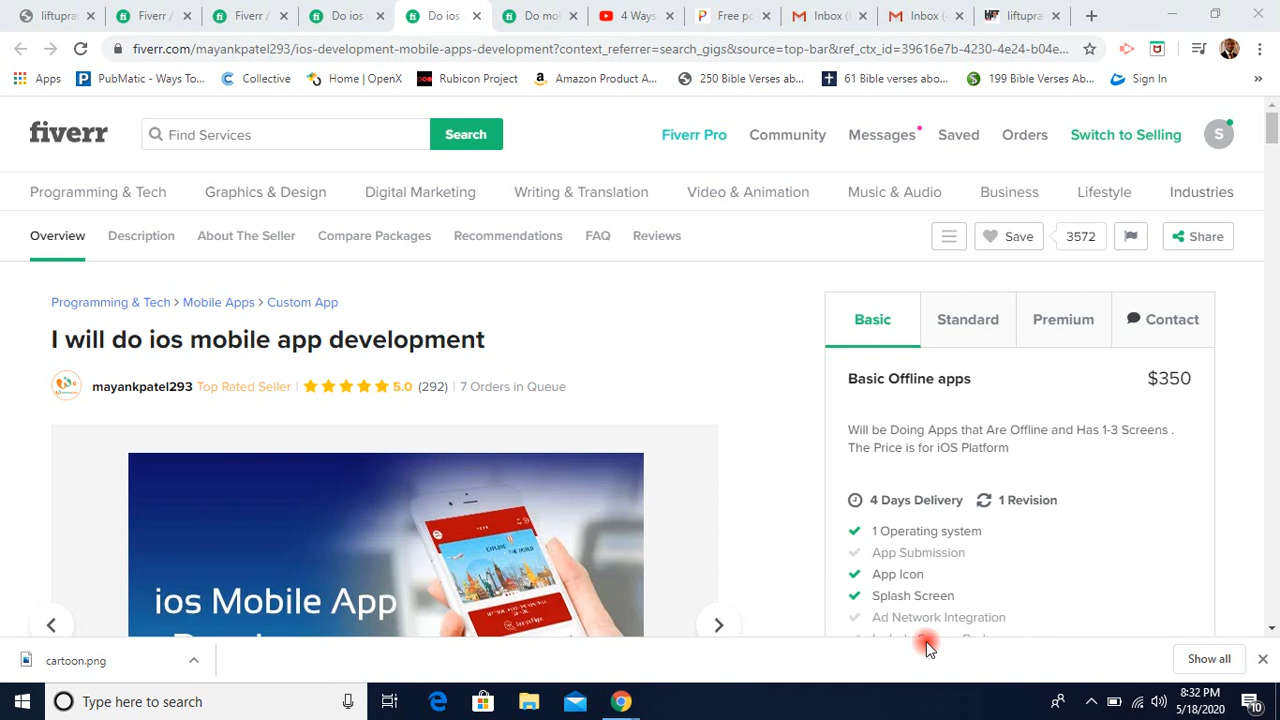 liftupra
Fiverr /
Fiverr /
Do ios
Do ios
Do mo
4 Ways
Free pc
Inbox (
Inbox (
liftupra
fiverr.com/mayankpatel293/ios-development-mobile-apps-development?context_referrer=search_gigs&source=top-bar&ref_ctx_id=39616e7b-4230-4e24-b04e...
Apps
PubMatic - Ways To...
Collective
Home | OpenX
Rubicon Project
Amazon Product A...
250 Bible Verses ab...
61 Bible verses abo...
199 Bible Verses Ab...
Sign In
»
fiverr
Find Services
Search
Fiverr Pro
Community
Messages
Saved
Orders
Switch to Selling
S
Programming & Tech
Graphics & Design
Digital Marketing
Writing & Translation
Video & Animation
Music & Audio
Business
Lifestyle
Industries
Overview
Description
About The Seller
Compare Packages
Recommendations
FAQ
Reviews
Save
3572
Share
Programming & Tech > Mobile Apps > Custom App
I will do ios mobile app development
mayankpatel293 Top Rated Seller | 5.0 (292) | 7 Orders in Queue
ios Mobile App
Basic
Standard
Premium
Contact
Basic Offline apps
$350
Will be Doing Apps that Are Offline and Has 1-3 Screens .
The Price is for iOS Platform
4 Days Delivery
1 Revision
1 Operating system
App Submission
App Icon
Splash Screen
Ad Network Integration
cartoon.png
Show all
Type here to search
8:32 PM
5/18/2020
10